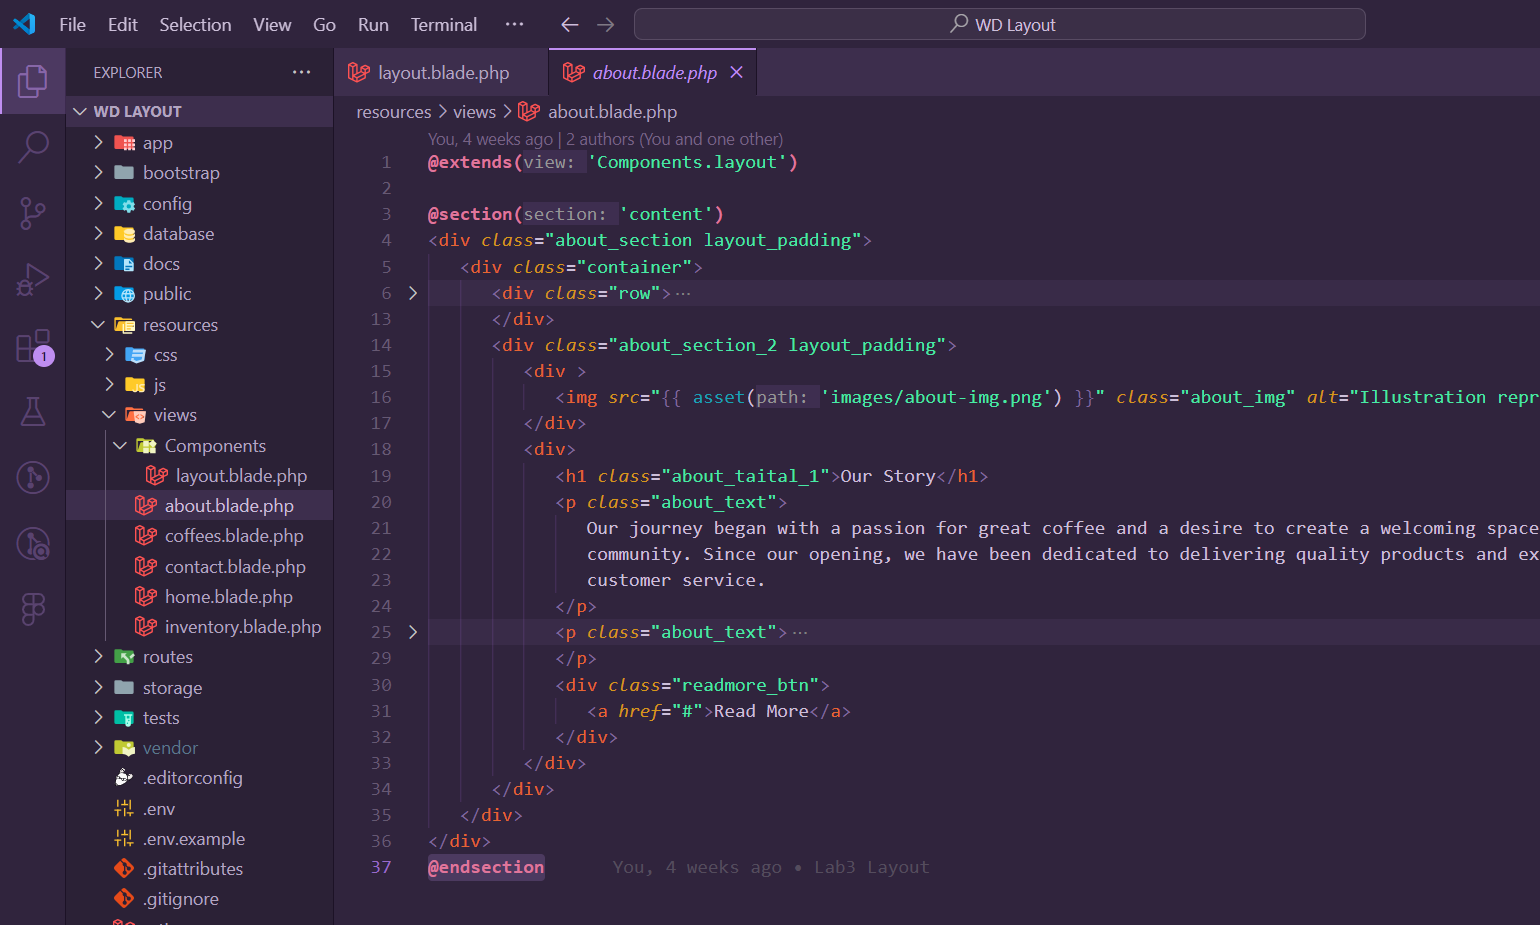 File Edit Selection View Go Run Terminal ··· WD Layout
EXPLORER ···
WD LAYOUT
app
bootstrap
config
database
docs
public
resources
css
js
views
Components
layout.blade.php
about.blade.php
coffees.blade.php
contact.blade.php
home.blade.php
inventory.blade.php
routes
storage
tests
vendor
.editorconfig
.env
.env.example
.gitattributes
.gitignore
1
layout.blade.php about.blade.php
resources > views > about.blade.php
You, 4 weeks ago | 2 authors (You and one other)
1 @extends(view: 'Components.layout')
2
3 @section(section: 'content')
4 <div class="about_section layout_padding">
5 <div class="container">
6 <div class="row">···
13 </div>
14 <div class="about_section_2 layout_padding">
15 <div >
16 <img src="{{ asset(path: 'images/about-img.png') }}" class="about_img" alt="Illustration repr
17 </div>
18 <div>
19 <h1 class="about_taital_1">Our Story</h1>
20 <p class="about_text">
21 Our journey began with a passion for great coffee and a desire to create a welcoming space
22 community. Since our opening, we have been dedicated to delivering quality products and ex
23 customer service.
24 </p>
25 <p class="about_text">···
29 </p>
30 <div class="readmore_btn">
31 <a href="#">Read More</a>
32 </div>
33 </div>
34 </div>
35 </div>
36 </div>
37 @endsection You, 4 weeks ago • Lab3 Layout